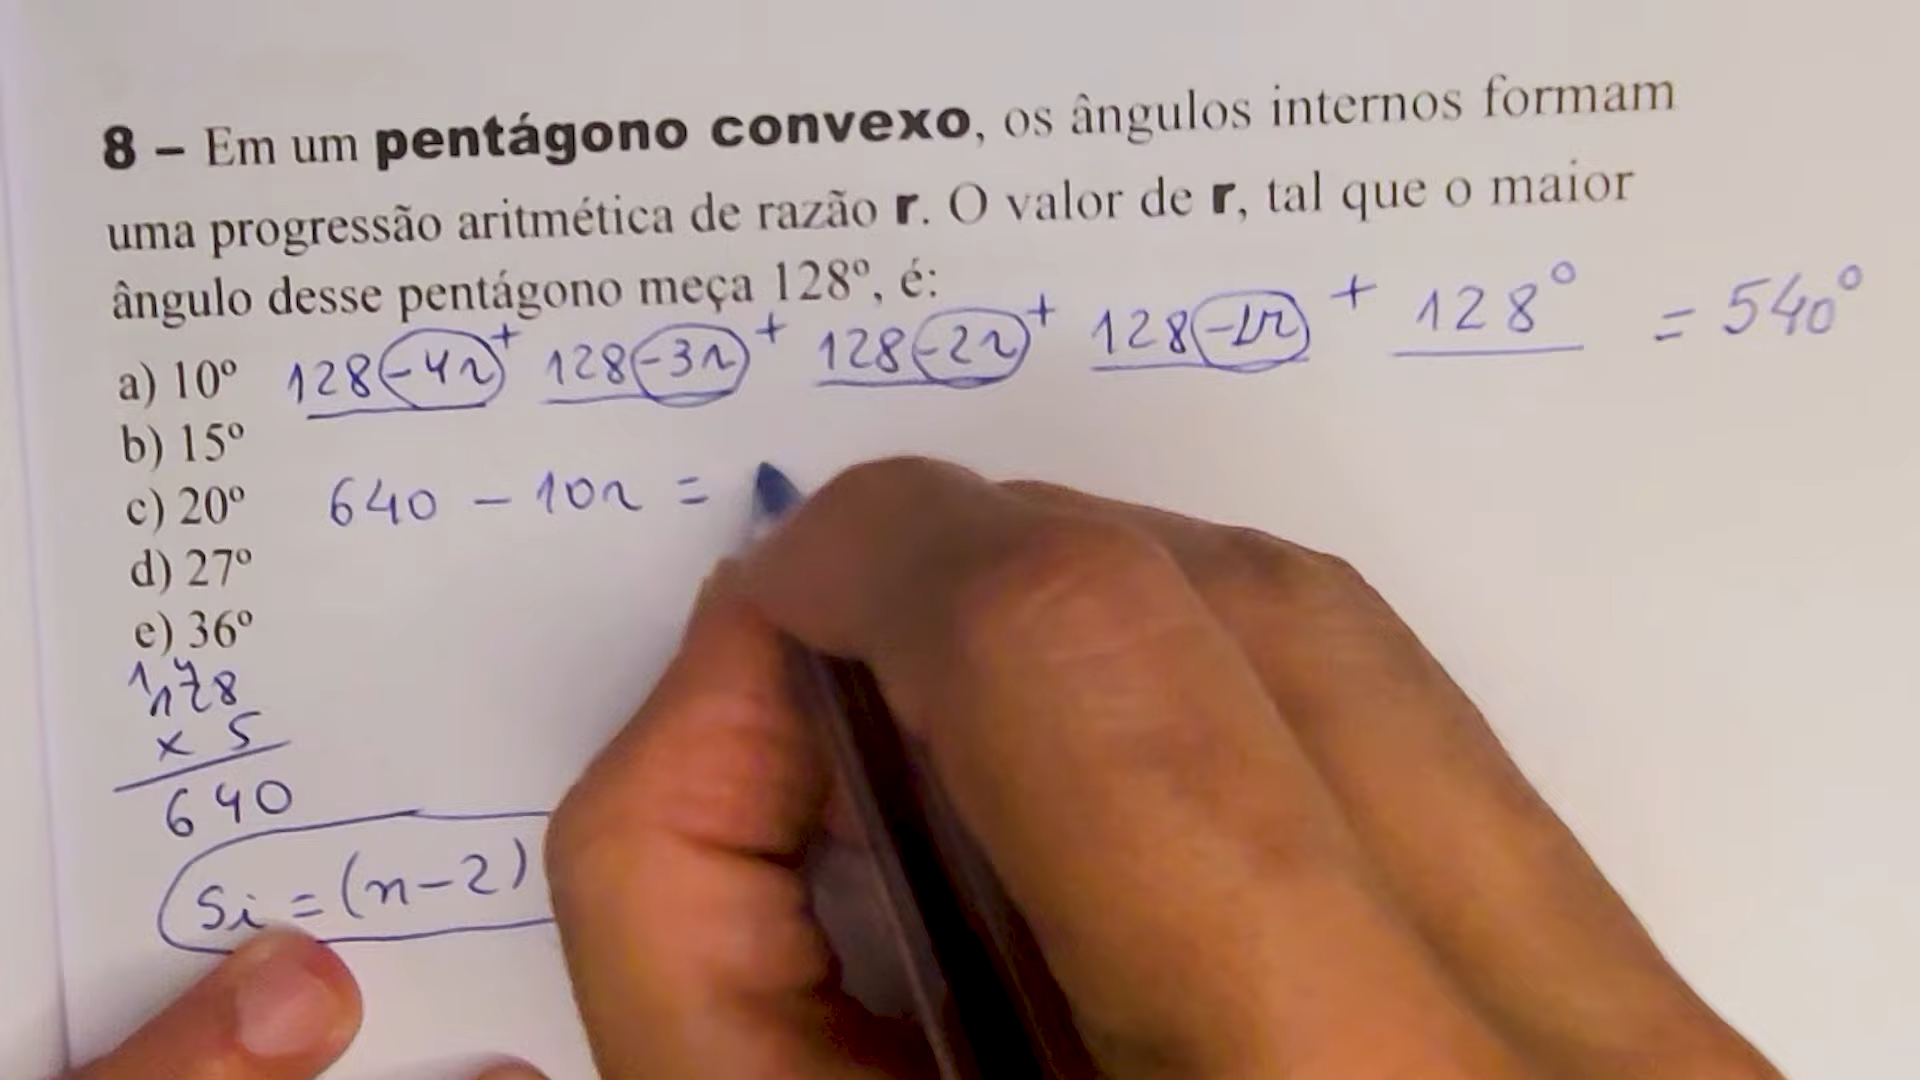 8 – Em um pentágono convexo, os ângulos internos formam
uma progressão aritmética de razão r. O valor de r, tal que o maior
ângulo desse pentágono meça 128º, é:
128-4r + 128-3r + 128-2r + 128-1r + 128° = 540°
a) 10º
b) 15º
c) 20º
d) 27º
e) 36º
640 - 10r =
1 4
128
x 5
640
Si = (n-2)